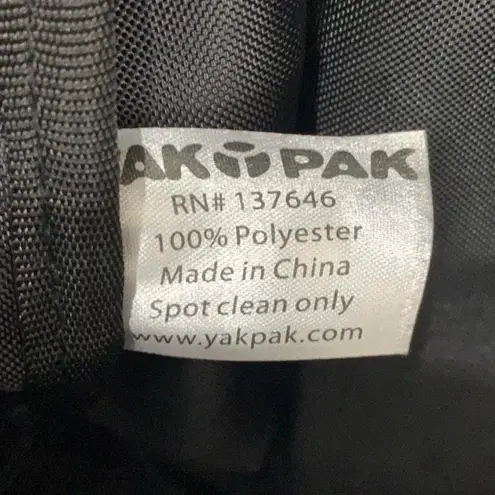 YAK PAK
RN# 137646
100% Polyester
Made in China
Spot clean only
www.yakpak.com